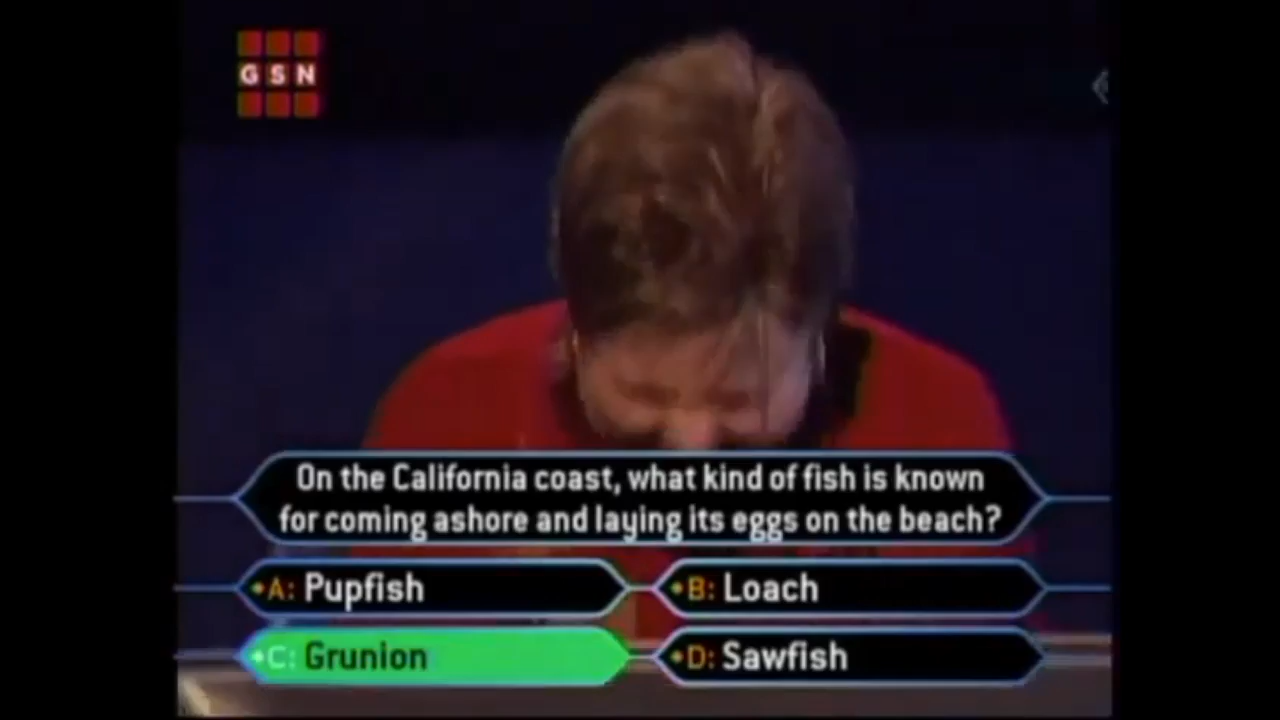 GSN
On the California coast, what kind of fish is known
for coming ashore and laying its eggs on the beach?
A: Pupfish
B: Loach
C: Grunion
D: Sawfish